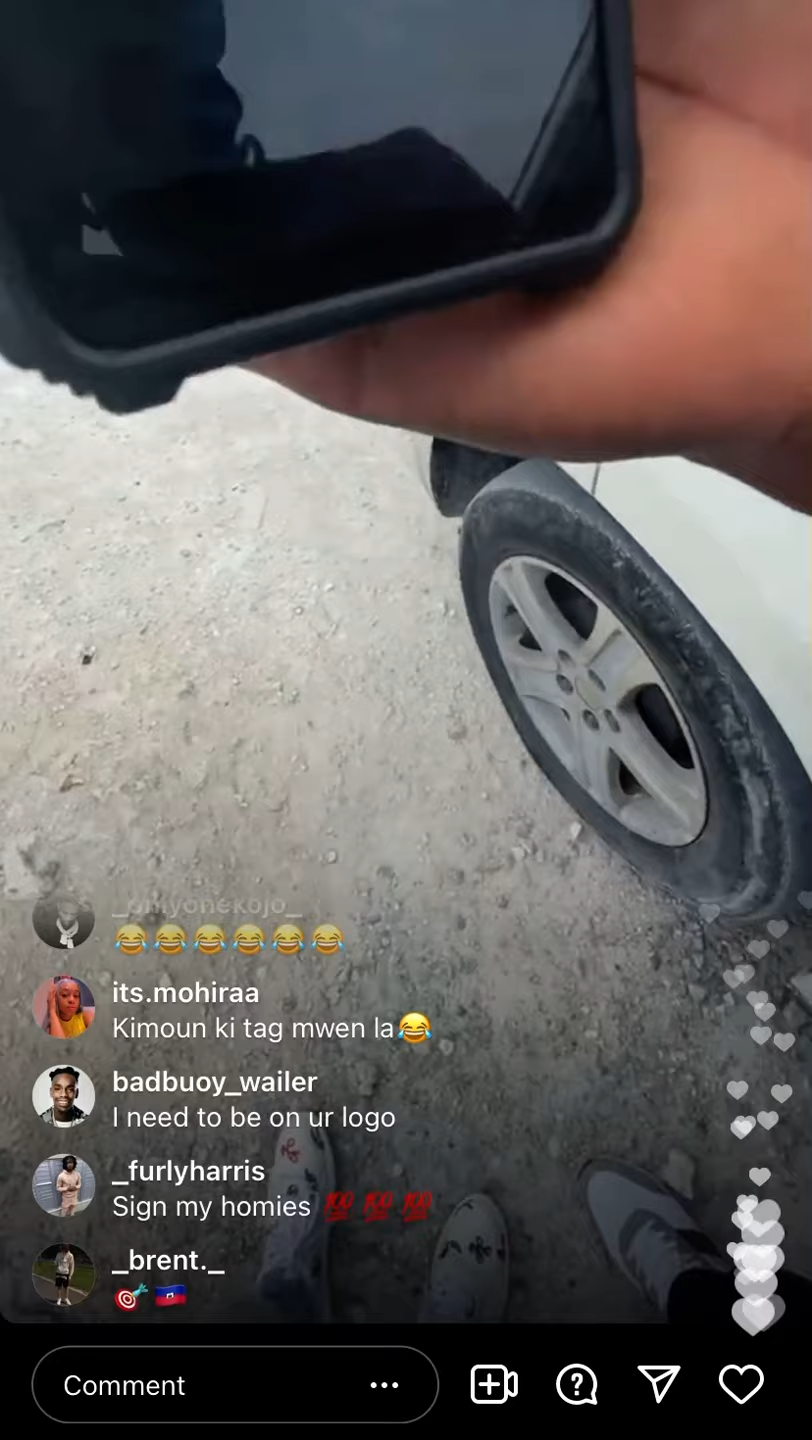 _onlyonekojo_
😂😂😂😂😂😂
its.mohiraa
Kimoun ki tag mwen la😂
badbuoy_wailer
I need to be on ur logo
_furlyharris
Sign my homies 💯💯💯
_brent._
🎯🇭🇹
Comment